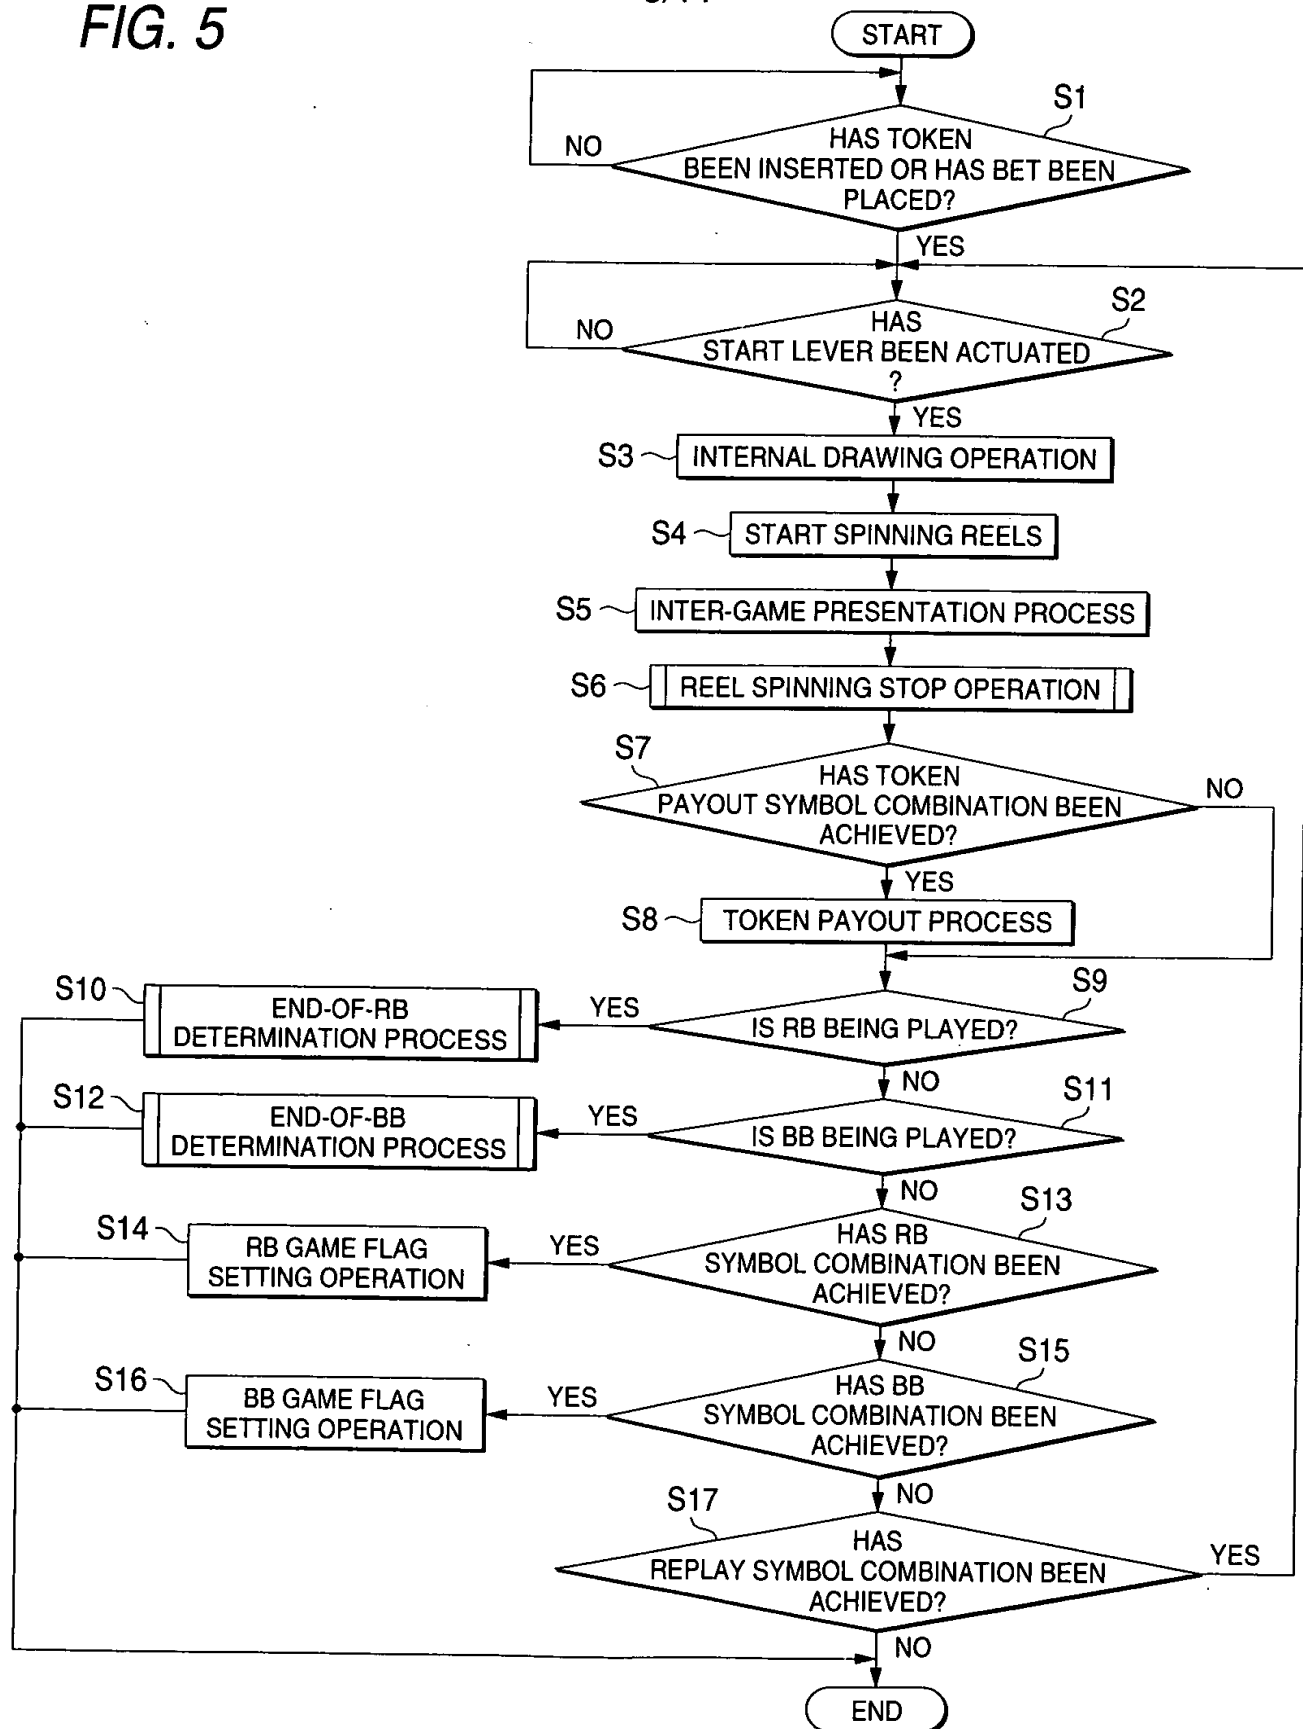 FIG. 5
START
S1
HAS TOKEN
BEEN INSERTED OR HAS BET BEEN
PLACED?
NO
YES
S2
HAS
START LEVER BEEN ACTUATED
?
NO
YES
S3
INTERNAL DRAWING OPERATION
S4
START SPINNING REELS
S5
INTER-GAME PRESENTATION PROCESS
S6
REEL SPINNING STOP OPERATION
S7
HAS TOKEN
PAYOUT SYMBOL COMBINATION BEEN
ACHIEVED?
NO
YES
S8
TOKEN PAYOUT PROCESS
S9
IS RB BEING PLAYED?
YES
S10
END-OF-RB
DETERMINATION PROCESS
NO
S11
IS BB BEING PLAYED?
YES
S12
END-OF-BB
DETERMINATION PROCESS
NO
S13
HAS RB
SYMBOL COMBINATION BEEN
ACHIEVED?
YES
S14
RB GAME FLAG
SETTING OPERATION
NO
S15
HAS BB
SYMBOL COMBINATION BEEN
ACHIEVED?
YES
S16
BB GAME FLAG
SETTING OPERATION
NO
S17
HAS
REPLAY SYMBOL COMBINATION BEEN
ACHIEVED?
YES
NO
END